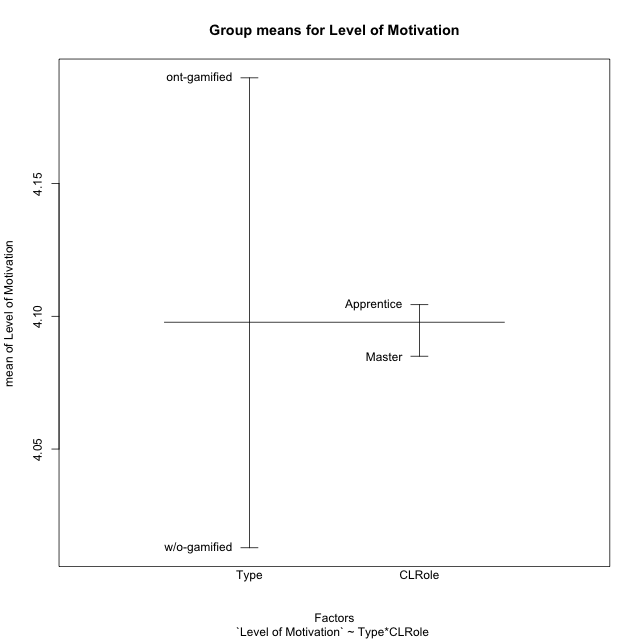 Group means for Level of Motivation
mean of Level of Motivation
4.15
4.10
4.05
ont-gamified
w/o-gamified
Apprentice
Master
Type
CLRole
Factors
`Level of Motivation` ~ Type*CLRole